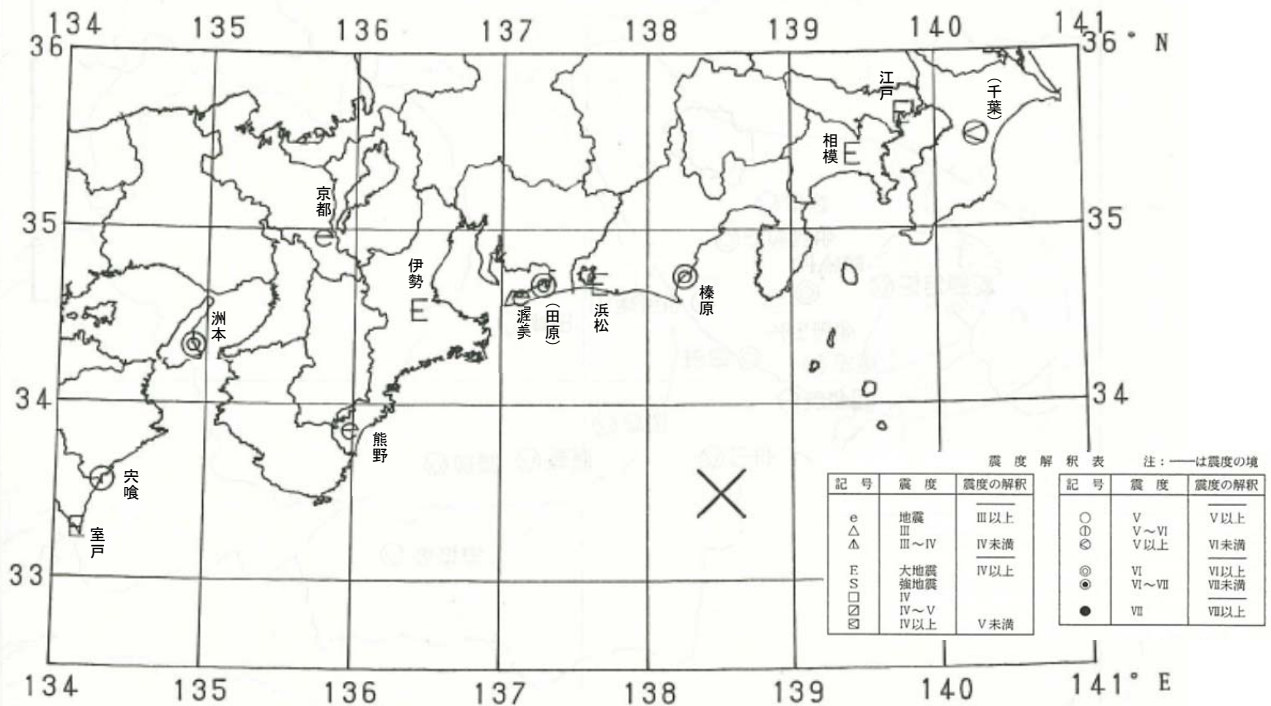 134 135 136 137 138 139 140 141
36 36° N
江戸
(千葉)
相模
京都
35 35
伊勢
E
E
E
洲本
渥美
(田原)
浜松
榛原
34 34
熊野
宍喰
室戸
33
134 135 136 137 138 139 140 141° E
震度解釈表 注:──は震度の境
記号 震度 震度の解釈 記号 震度 震度の解釈
e 地震 III以上 ○ V V以上
△ III V~VI
III~IV IV未満 V以上 VI未満
E 大地震 IV以上 ◎ VI VI以上
S 強地震 VI~VII VII未満
□ IV ● VII VII以上
IV~V
IV以上 V未満